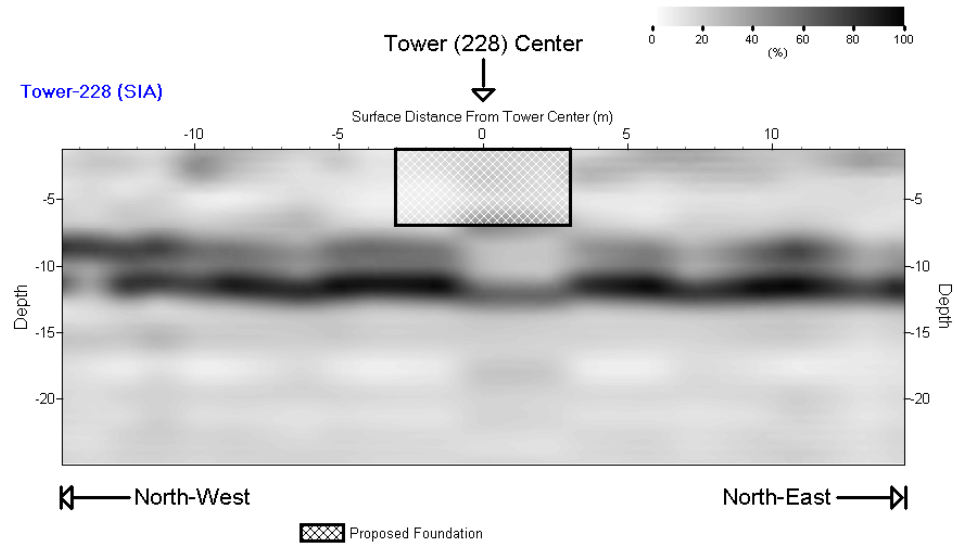 0 20 40 60 80 100
(%)
Tower (228) Center
Tower-228 (SIA)
Surface Distance From Tower Center (m)
-10 -5 0 5 10
-5 -5
-10 -10
Depth Depth
-15 -15
-20 -20
North-West North-East
Proposed Foundation